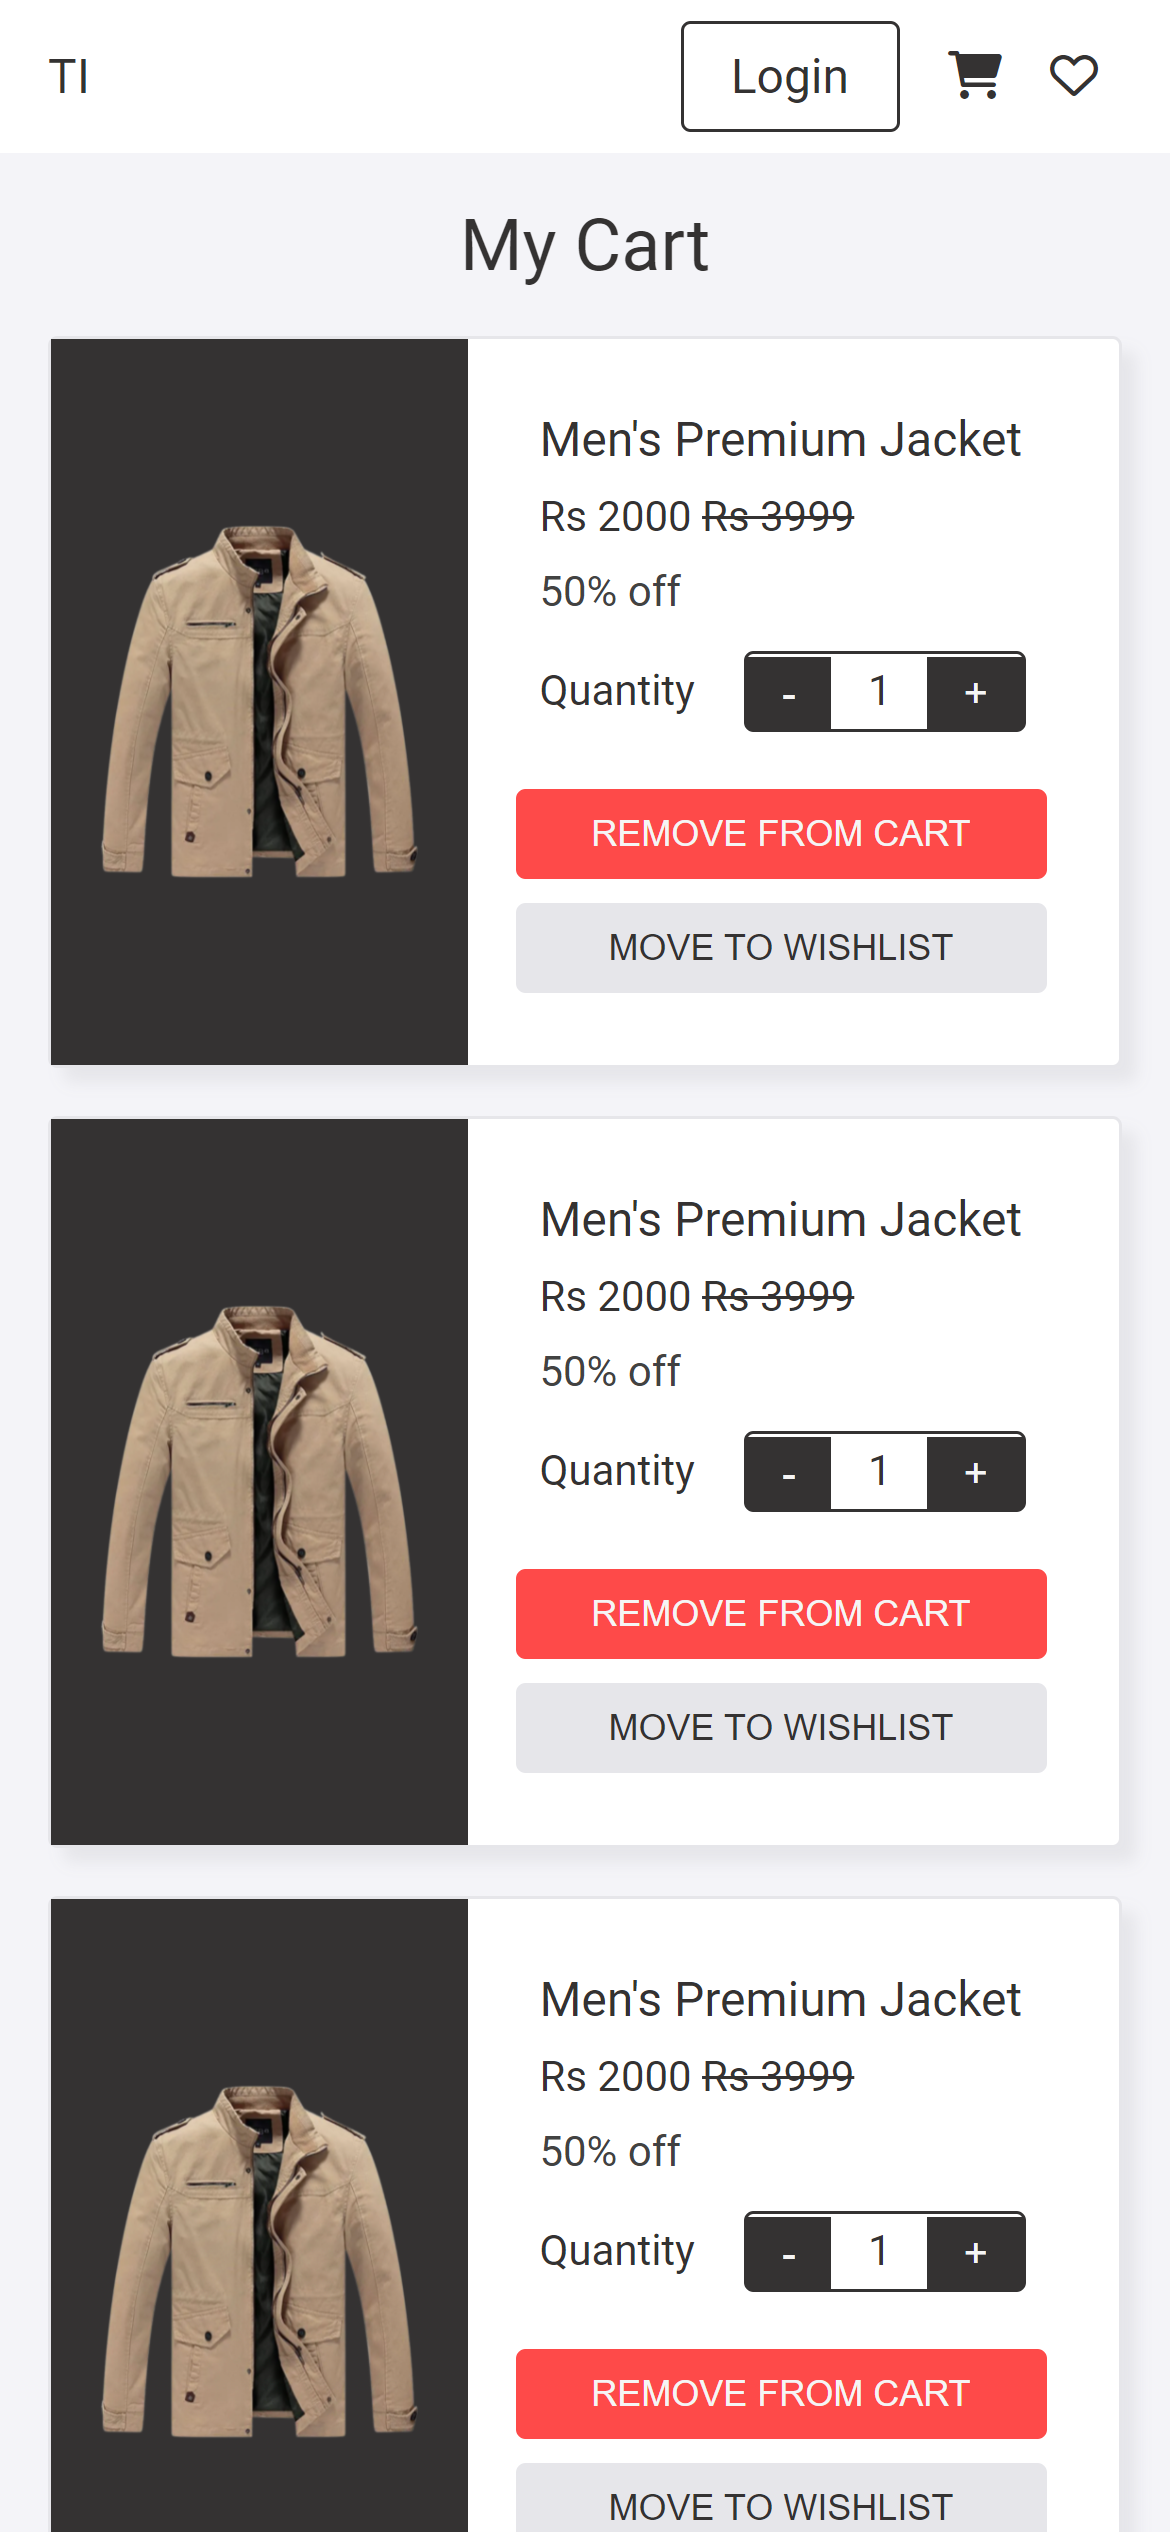 TI Login
My Cart
Men's Premium Jacket
Rs 2000 Rs 3999
50% off
Quantity - 1 +
REMOVE FROM CART
MOVE TO WISHLIST
Men's Premium Jacket
Rs 2000 Rs 3999
50% off
Quantity - 1 +
REMOVE FROM CART
MOVE TO WISHLIST
Men's Premium Jacket
Rs 2000 Rs 3999
50% off
Quantity - 1 +
REMOVE FROM CART
MOVE TO WISHLIST